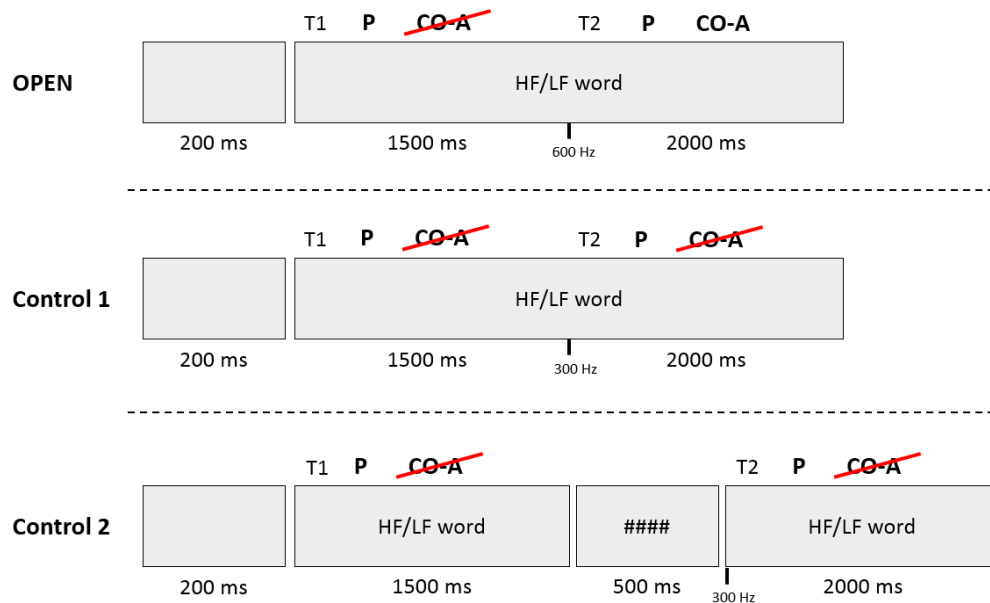 T1 P CO-A T2 P CO-A
OPEN HF/LF word
200 ms 1500 ms 600 Hz 2000 ms
T1 P CO-A T2 P CO-A
Control 1 HF/LF word
200 ms 1500 ms 300 Hz 2000 ms
T1 P CO-A T2 P CO-A
Control 2 HF/LF word #### HF/LF word
200 ms 1500 ms 500 ms 300 Hz 2000 ms